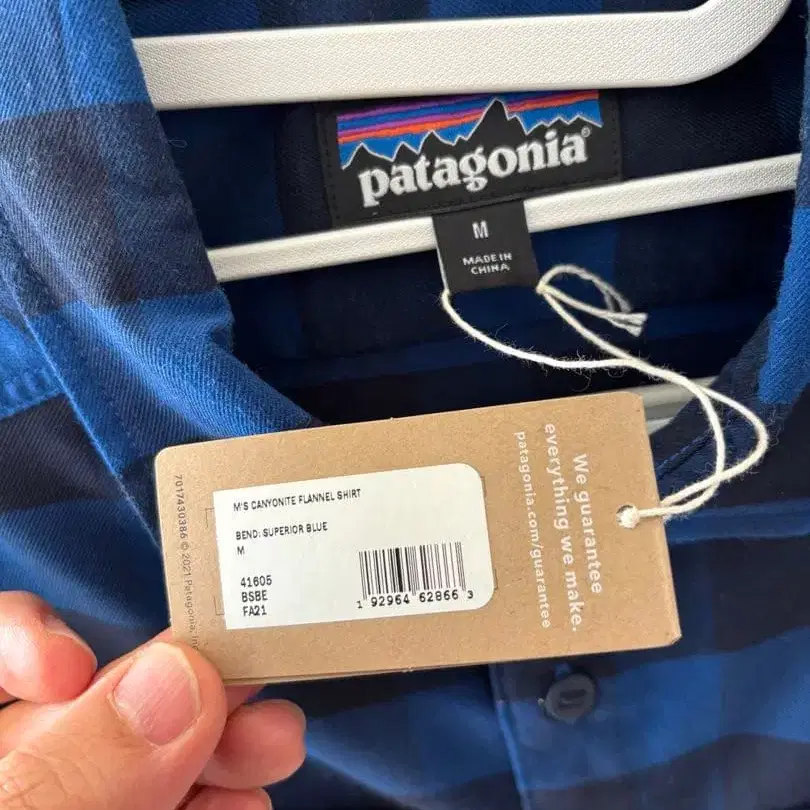 patagonia®
M
MADE IN
CHINA
M'S CANYONITE FLANNEL SHIRT
BEND: SUPERIOR BLUE
M
41605
BSBE
FA21
1 92964 62866 3
We guarantee
everything we make.
patagonia.com/guarantee
7017430386 © 2021 Patagonia, Inc